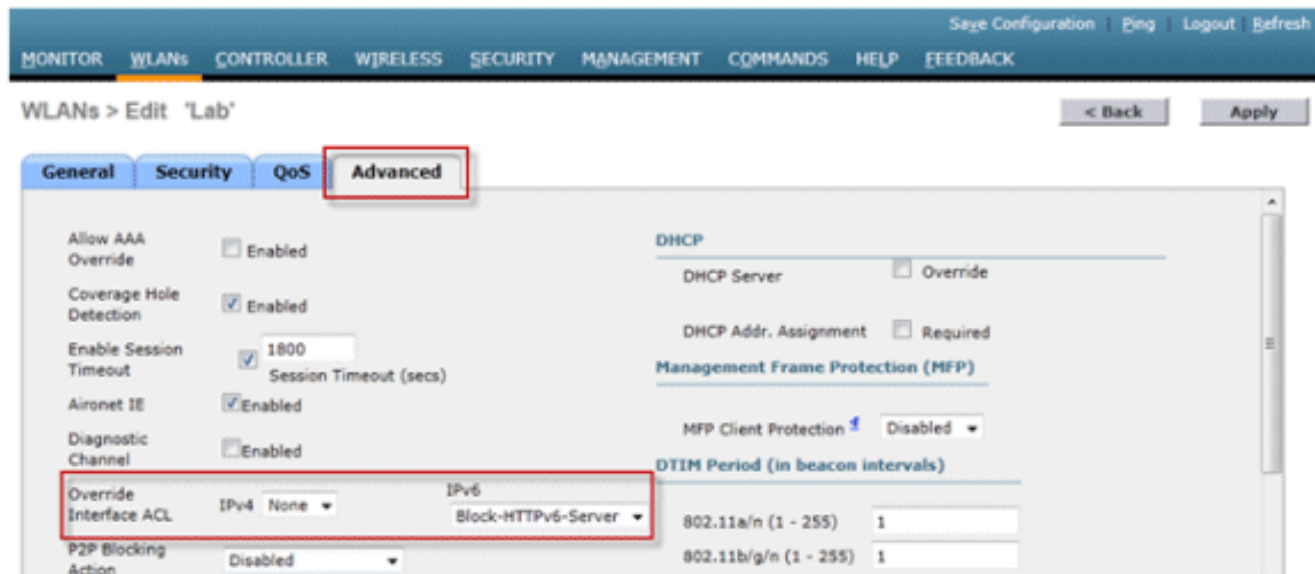 Save Configuration | Ping | Logout | Refresh
MONITOR WLANs CONTROLLER WIRELESS SECURITY MANAGEMENT COMMANDS HELP FEEDBACK
WLANs > Edit 'Lab'
< Back Apply
General Security QoS Advanced
Allow AAA
Override
Enabled
Coverage Hole
Detection
Enabled
Enable Session
Timeout
1800
Session Timeout (secs)
Aironet IE
Enabled
Diagnostic
Channel
Enabled
Override
Interface ACL
IPv4 None
IPv6
Block-HTTPv6-Server
P2P Blocking
Action
Disabled
DHCP
DHCP Server Override
DHCP Addr. Assignment Required
Management Frame Protection (MFP)
MFP Client Protection 4 Disabled
DTIM Period (in beacon intervals)
802.11a/n (1 - 255) 1
802.11b/g/n (1 - 255) 1